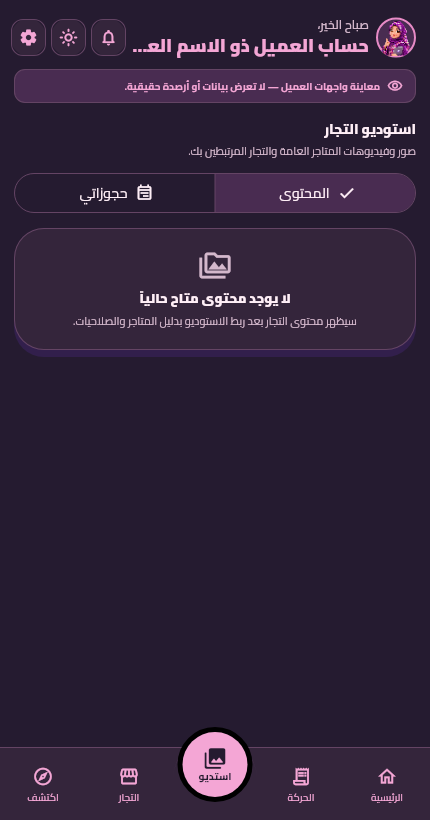 صباح الخير،
حساب العميل ذو الاسم العـ...
معاينة واجهات العميل — لا تعرض بيانات أو أرصدة حقيقية.
استوديو التجار
صور وفيديوهات المتاجر العامة والتجار المرتبطين بك.
المحتوى
حجوزاتي
لا يوجد محتوى متاح حالياً
سيظهر محتوى التجار بعد ربط الاستوديو بدليل المتاجر والصلاحيات.
الرئيسية
الحركة
استديو
التجار
اكتشف